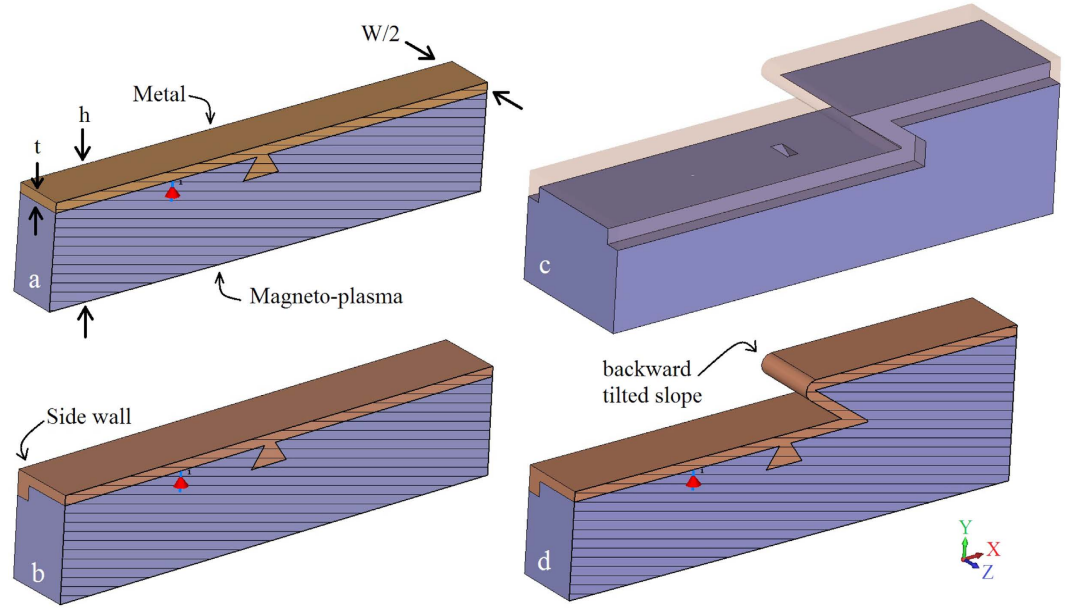 W/2
Metal
h
t
a
Magneto-plasma
c
Side wall
b
backward
tilted slope
d
Y
X
Z